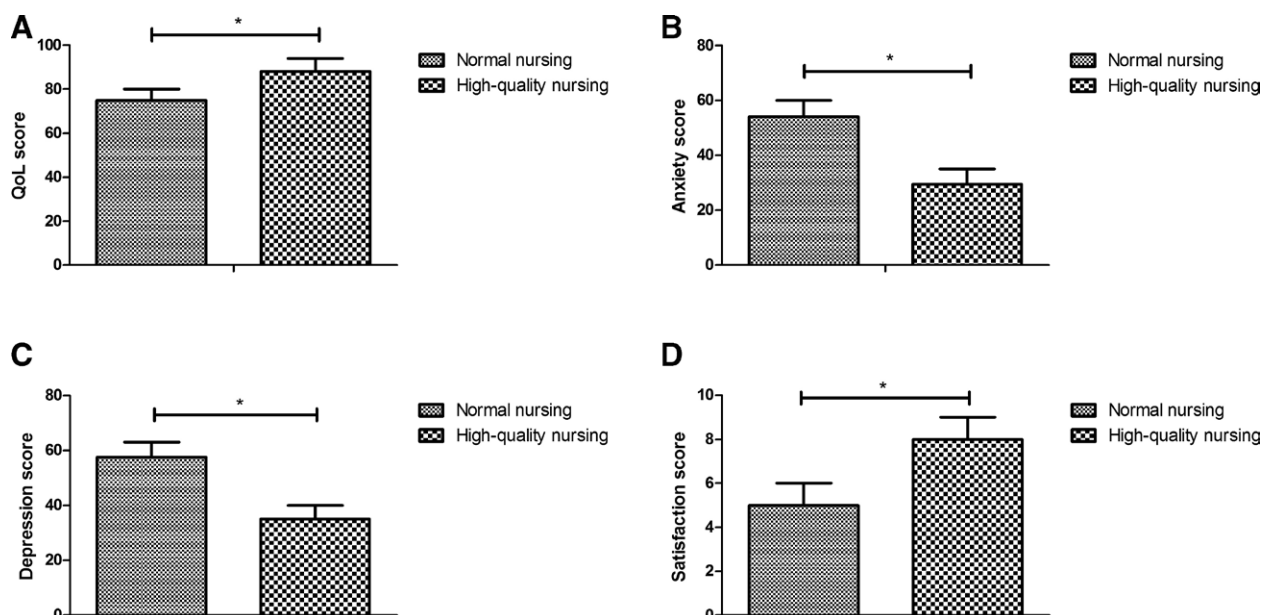 A
*
100
80
60
40
20
0
QoL score
Normal nursing
High-quality nursing
B
*
80
60
40
20
0
Anxiety score
Normal nursing
High-quality nursing
C
*
80
60
40
20
0
Depression score
Normal nursing
High-quality nursing
D
*
10
8
6
4
2
0
Satisfaction score
Normal nursing
High-quality nursing